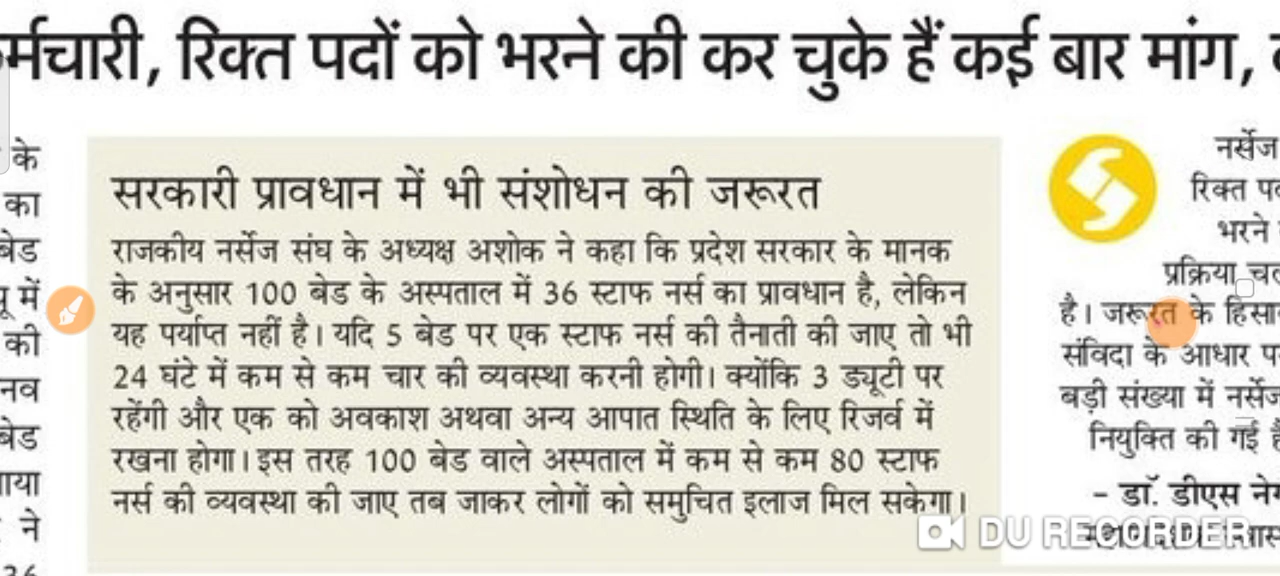 रिक्त पदों को भरने की कर चुके हैं कई बार मांग,
के
का
बेड
में
की
नव
बेड
ने
सरकारी प्रावधान में भी संशोधन की जरूरत
राजकीय नर्सेज संघ के अध्यक्ष अशोक ने कहा कि प्रदेश सरकार के मानक
के अनुसार 100 बेड के अस्पताल में 36 स्टाफ नर्स का प्रावधान है, लेकिन
यह पर्याप्त नहीं है। यदि 5 बेड पर एक स्टाफ नर्स की तैनाती की जाए तो भी
24 घंटे में कम से कम चार की व्यवस्था करनी होगी। क्योंकि 3 ड्यूटी पर
रहेंगी और एक को अवकाश अथवा अन्य आपात स्थिति के लिए रिजर्व में
रखना होगा। इस तरह 100 बेड वाले अस्पताल में कम से कम 80 स्टाफ
नर्स की व्यवस्था की जाए तब जाकर लोगों को समुचित इलाज मिल सकेगा।
नर्सेज
रिक्त
भरने
प्रक्रिया
है। जरूरत के
संविदा के आधार
बड़ी संख्या में
नियुक्ति की गई
- डॉ. डीएस
DU RECORDER